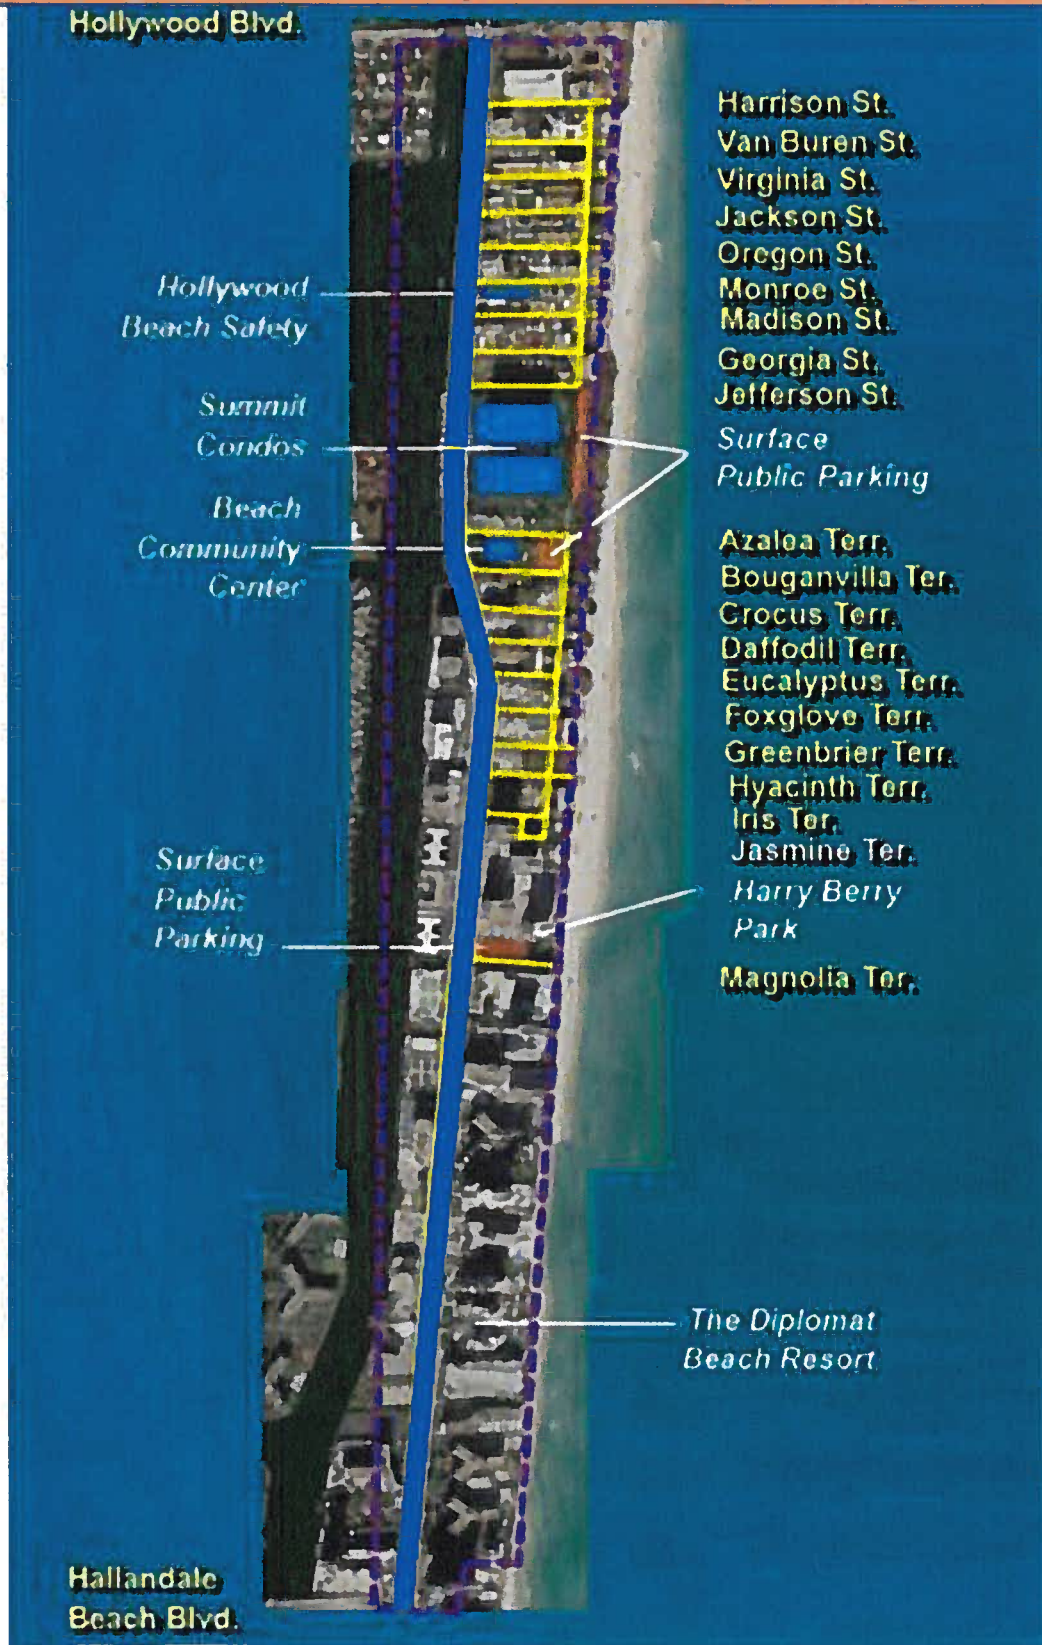 Hollywood Blvd.
Harrison St.
Van Buren St.
Virginia St.
Jackson St.
Oregon St.
Monroe St.
Madison St.
Georgia St.
Jefferson St.
Surface
Public Parking
Azalea Terr.
Bouganvilla Ter.
Crocus Terr.
Daffodil Terr.
Eucalyptus Terr.
Foxglove Terr.
Greenbrier Terr.
Hyacinth Terr.
Iris Ter.
Jasmine Ter.
Harry Berry
Park
Magnolia Ter.
The Diplomat
Beach Resort
Hollywood
Beach Safety
Summit
Condos
Beach
Community
Center
Surface
Public
Parking
Hallandale
Beach Blvd.